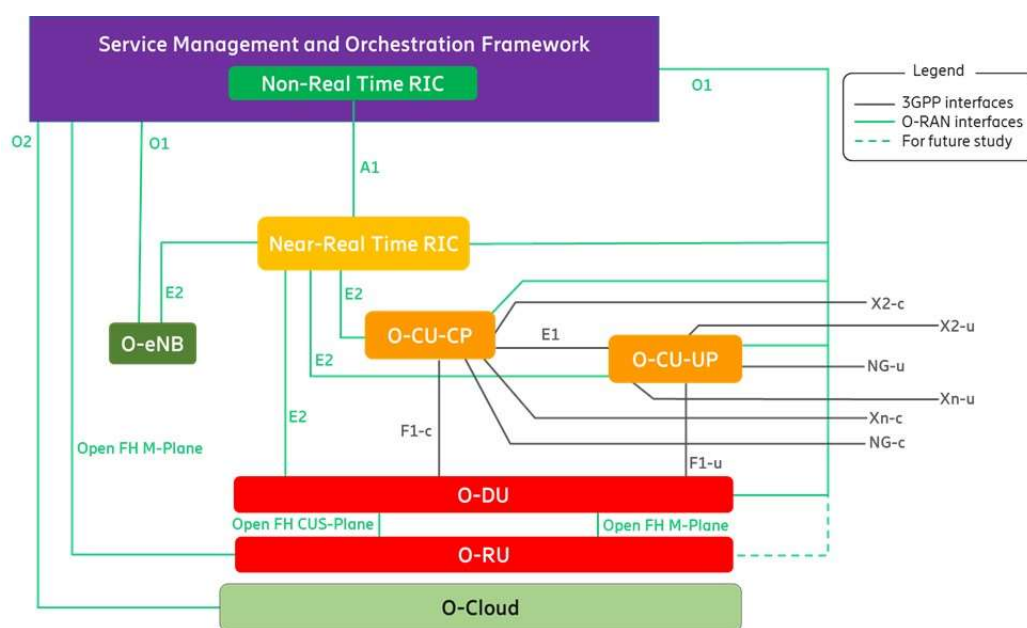 Service Management and Orchestration Framework
Non-Real Time RIC
Legend
3GPP interfaces
O-RAN interfaces
For future study
O1
O2
O1
A1
Near-Real Time RIC
E2
E2
X2-c
O-CU-CP
E1
X2-u
O-eNB
E2
O-CU-UP
NG-u
Xn-u
E2
Xn-c
F1-c
NG-c
Open FH M-Plane
F1-u
O-DU
Open FH CUS-Plane
Open FH M-Plane
O-RU
O-Cloud